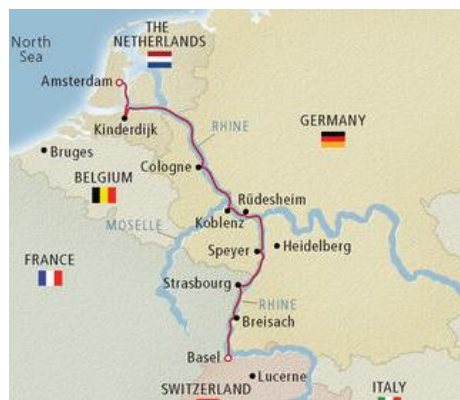 North
Sea
THE
NETHERLANDS
Amsterdam
Kinderdijk
RHINE
GERMANY
Bruges
Cologne
BELGIUM
Rüdesheim
MOSELLE
Koblenz
Heidelberg
Speyer
FRANCE
Strasbourg
RHINE
Breisach
Basel
Lucerne
SWITZERLAND
ITALY